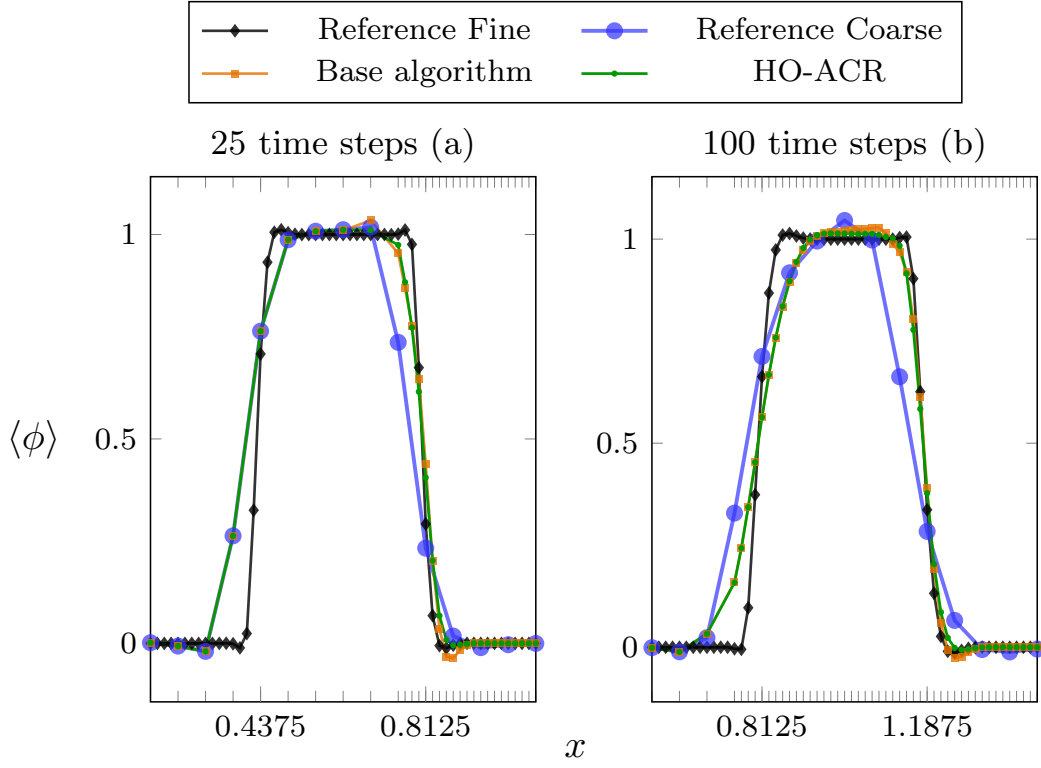 Reference Fine Reference Coarse
Base algorithm HO-ACR
25 time steps (a) 100 time steps (b)
1 1
0.5 0.5
⟨ϕ⟩
0 0
0.4375 0.8125 0.8125 1.1875
x